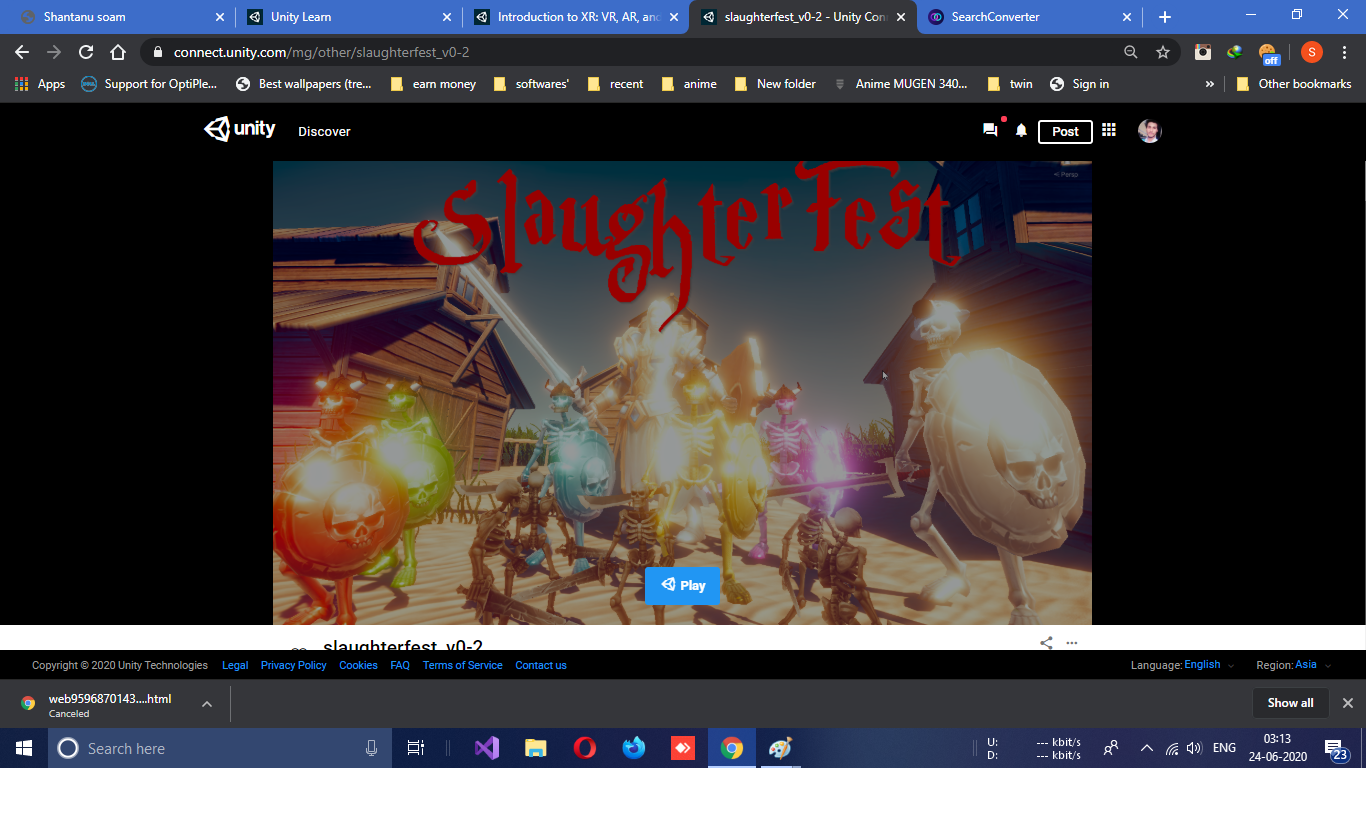 Shantanu soam
Unity Learn
Introduction to XR: VR, AR, and
slaughterfest_v0-2 - Unity Con
SearchConverter
connect.unity.com/mg/other/slaughterfest_v0-2
off
S
Apps
Support for OptiPle...
Best wallpapers (tre...
earn money
softwares'
recent
anime
New folder
Anime MUGEN 340...
twin
Sign in
»
Other bookmarks
unity
Discover
Post
< Persp
SlaughterFest
Play
slaughterfest_v0-2
Copyright © 2020 Unity Technologies
Legal
Privacy Policy
Cookies
FAQ
Terms of Service
Contact us
Language: English
Region: Asia
web9596870143....html
Canceled
Show all
Search here
U: --- kbit/s
D: --- kbit/s
ENG
03:13
24-06-2020
23